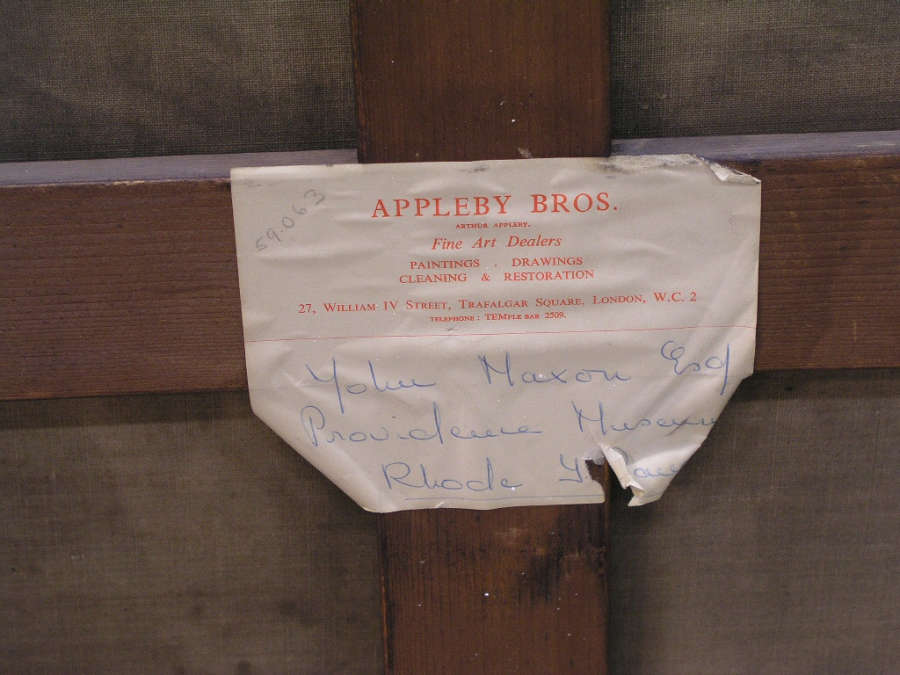 59.063
APPLEBY BROS.
ARTHUR APPLEBY.
Fine Art Dealers
PAINTINGS . DRAWINGS
CLEANING & RESTORATION
27, WILLIAM IV STREET, TRAFALGAR SQUARE, LONDON, W.C. 2
TELEPHONE: TEMPLE BAR 2509.
John Maxon Esq
Providence Museum
Rhode